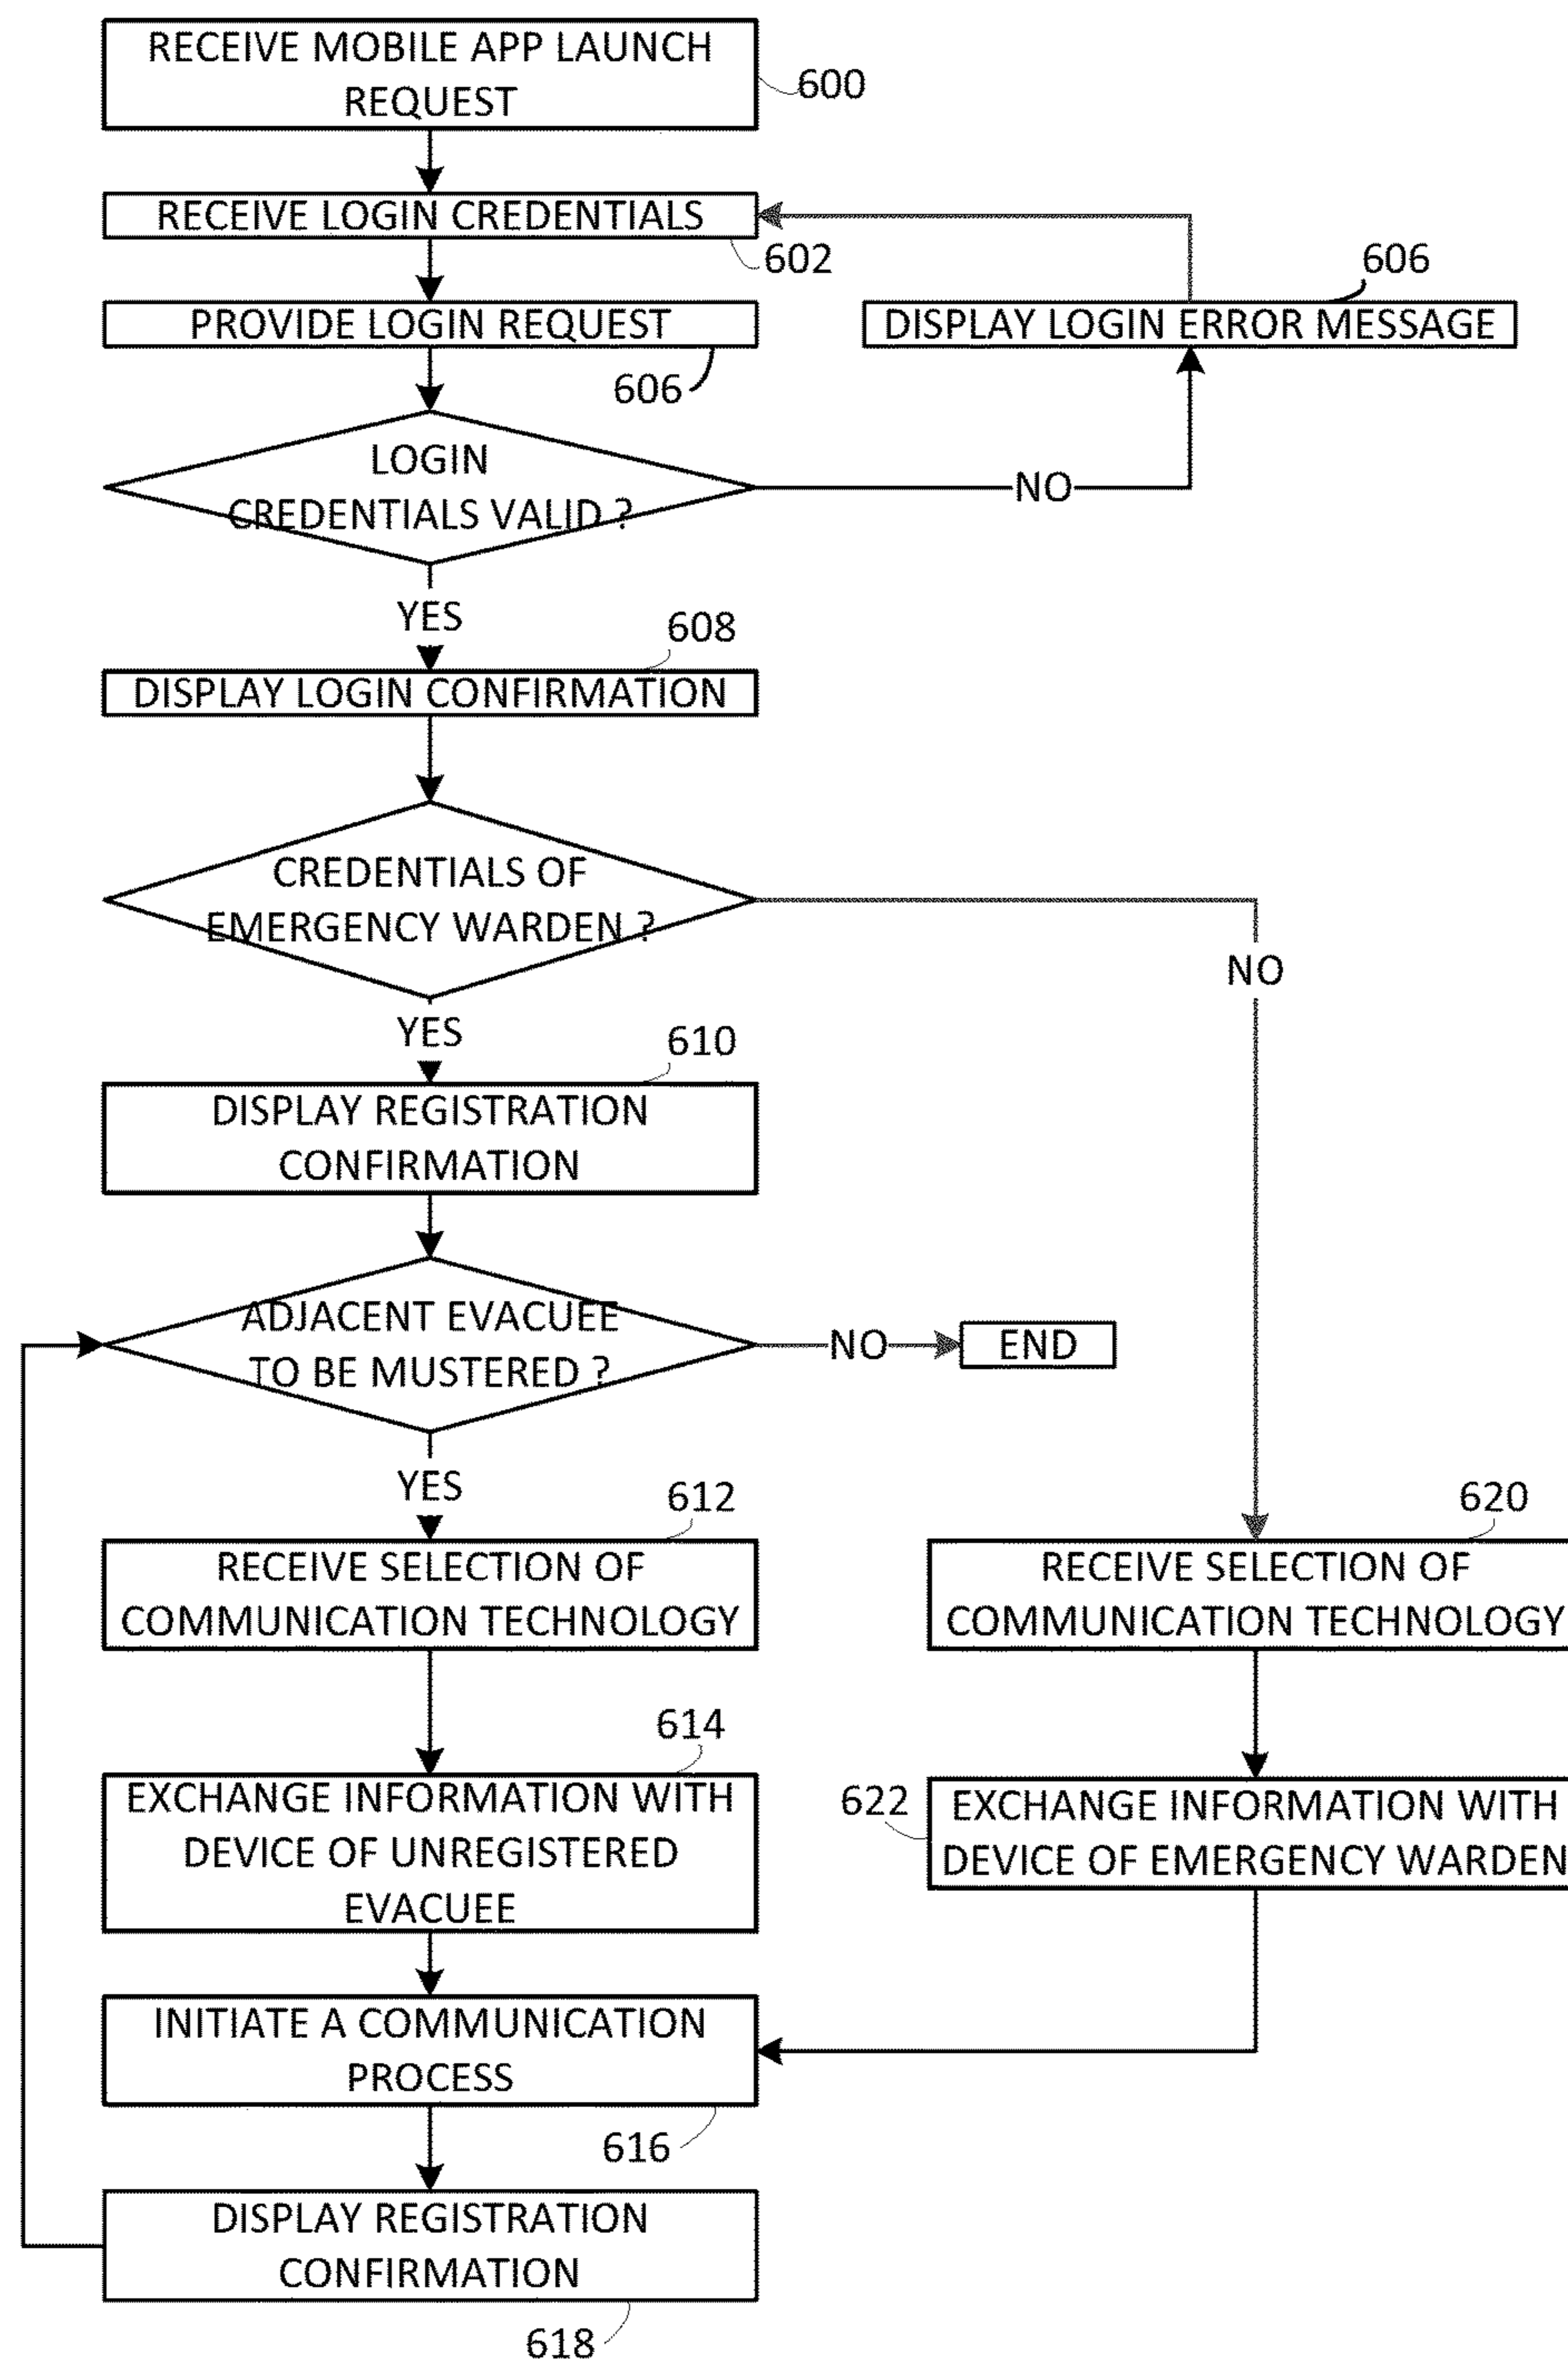 RECEIVE MOBILE APP LAUNCH
REQUEST
600
RECEIVE LOGIN CREDENTIALS
602
PROVIDE LOGIN REQUEST
606
606
DISPLAY LOGIN ERROR MESSAGE
LOGIN
CREDENTIALS VALID ?
NO
YES
608
DISPLAY LOGIN CONFIRMATION
CREDENTIALS OF
EMERGENCY WARDEN ?
NO
YES
610
DISPLAY REGISTRATION
CONFIRMATION
ADJACENT EVACUEE
TO BE MUSTERED ?
NO
END
YES
612
RECEIVE SELECTION OF
COMMUNICATION TECHNOLOGY
620
RECEIVE SELECTION OF
COMMUNICATION TECHNOLOGY
614
EXCHANGE INFORMATION WITH
DEVICE OF UNREGISTERED
EVACUEE
622
EXCHANGE INFORMATION WITH
DEVICE OF EMERGENCY WARDEN
INITIATE A COMMUNICATION
PROCESS
616
DISPLAY REGISTRATION
CONFIRMATION
618